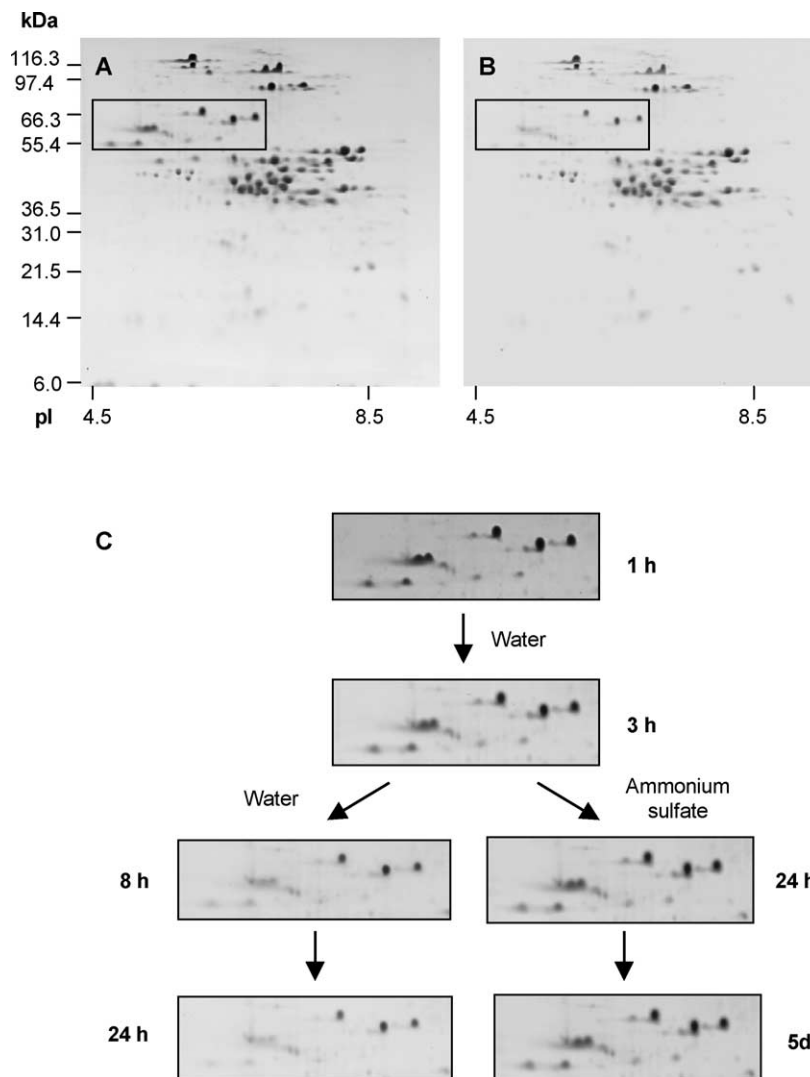 kDa
116.3
97.4
66.3
55.4
36.5
31.0
21.5
14.4
6.0
A
B
pI
4.5
8.5
4.5
8.5
C
1 h
Water
3 h
Water
Ammonium
sulfate
8 h
24 h
24 h
5d